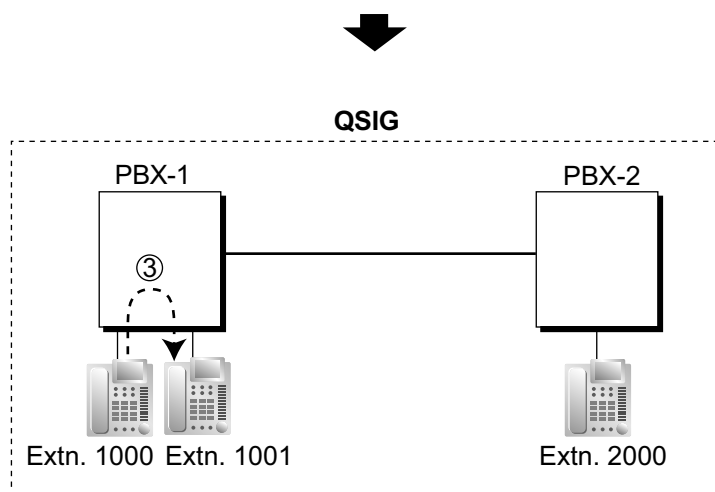 QSIG
PBX-1 PBX-2
③
Extn. 1000 Extn. 1001 Extn. 2000